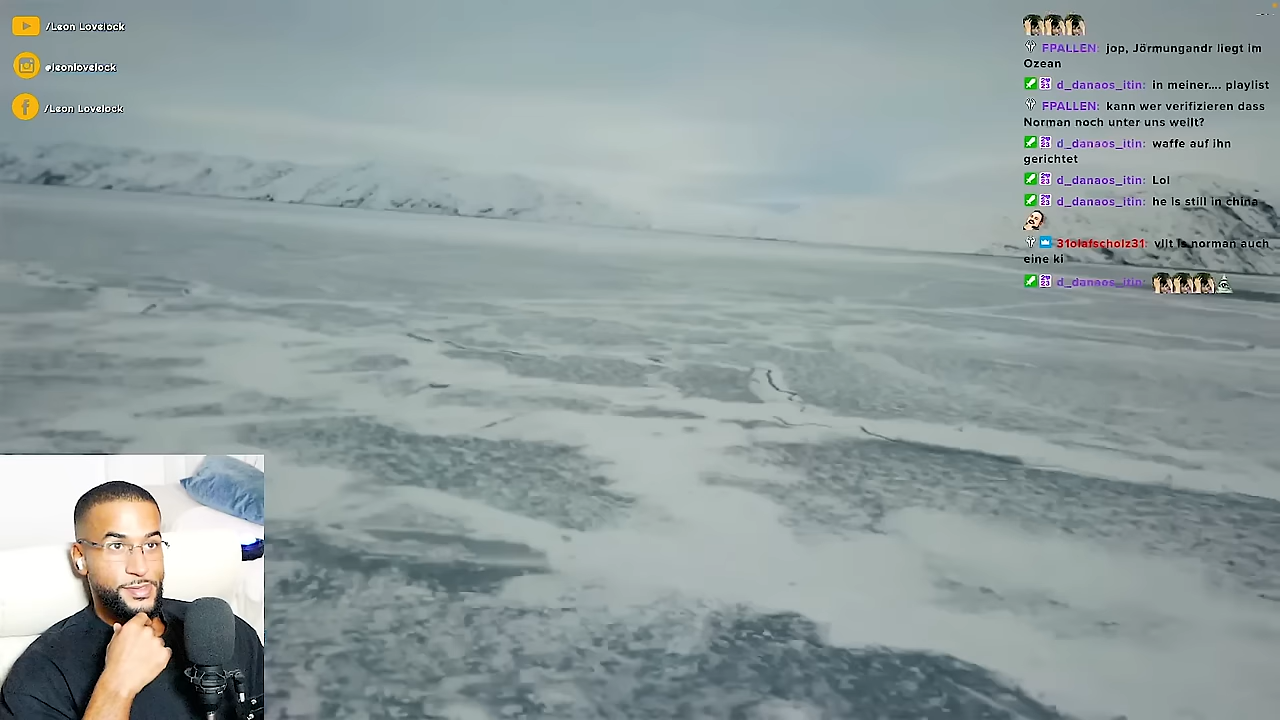 /Leon Lovelock
@leonlovelock
/Leon Lovelock
FPALLEN: jop, Jörmungandr liegt im
Ozean
d_danaos_itin: in meiner.... playlist
FPALLEN: kann wer verifizieren dass
Norman noch unter uns weilt?
d_danaos_itin: waffe auf ihn
gerichtet
d_danaos_itin: Lol
d_danaos_itin: he is still in china
31olafscholz31: vllt is norman auch
eine ki
d_danaos_itin: